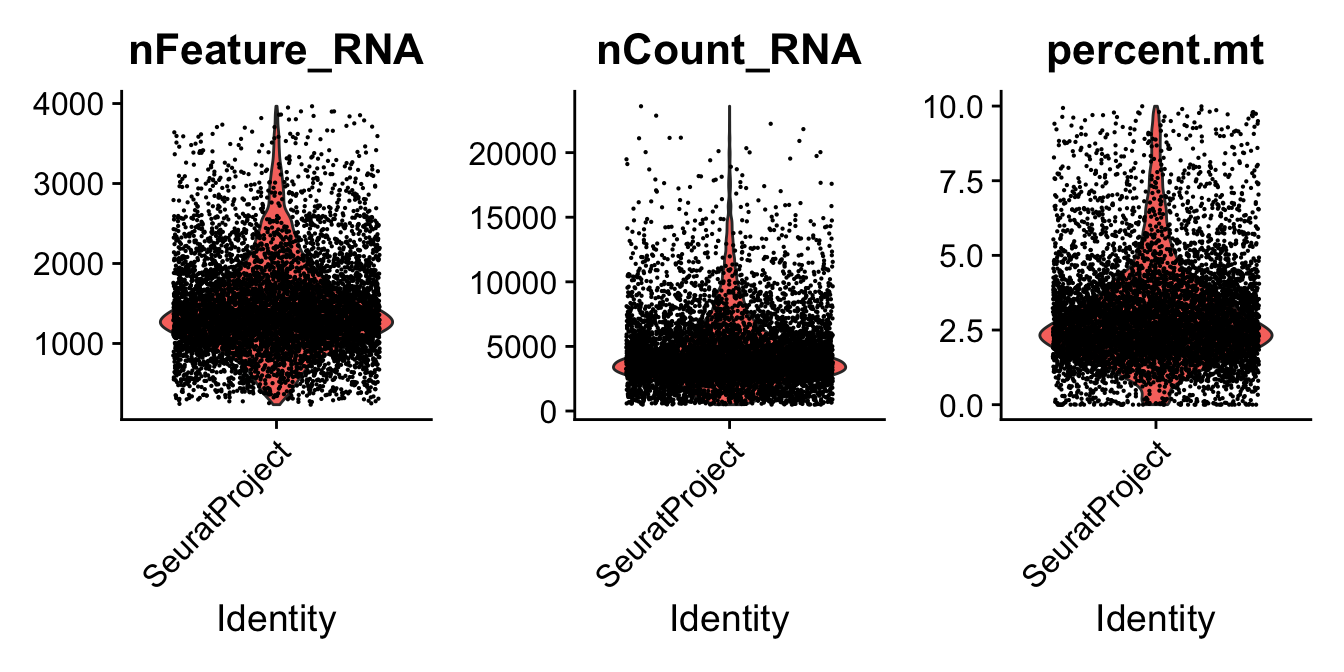 nFeature_RNA
4000
3000
2000
1000
SeuratProject
Identity
nCount_RNA
20000
15000
10000
5000
0
SeuratProject
Identity
percent.mt
10.0
7.5
5.0
2.5
0.0
SeuratProject
Identity